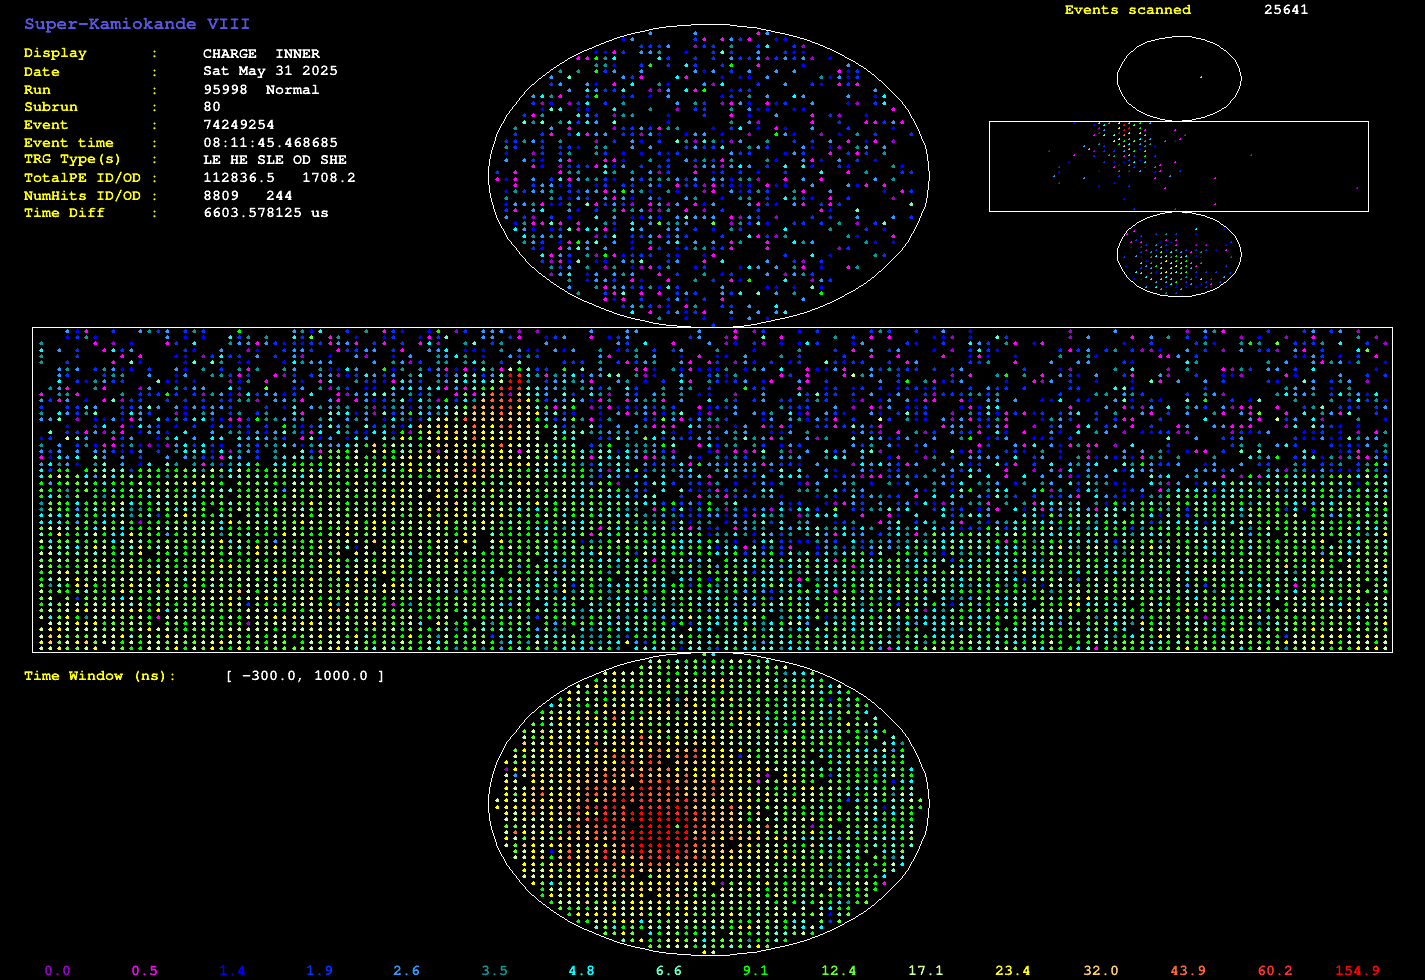 Super-Kamiokande VIII
Events scanned 25641
Display : CHARGE INNER
Date : Sat May 31 2025
Run : 95998 Normal
Subrun : 80
Event : 74249254
Event time : 08:11:45.468685
TRG Type(s) : LE HE SLE OD SHE
TotalPE ID/OD : 112836.5 1708.2
NumHits ID/OD : 8809 244
Time Diff : 6603.578125 us
Time Window (ns): [ -300.0, 1000.0 ]
0.0 0.5 1.4 1.9 2.6 3.5 4.8 6.6 9.1 12.4 17.1 23.4 32.0 43.9 60.2 154.9